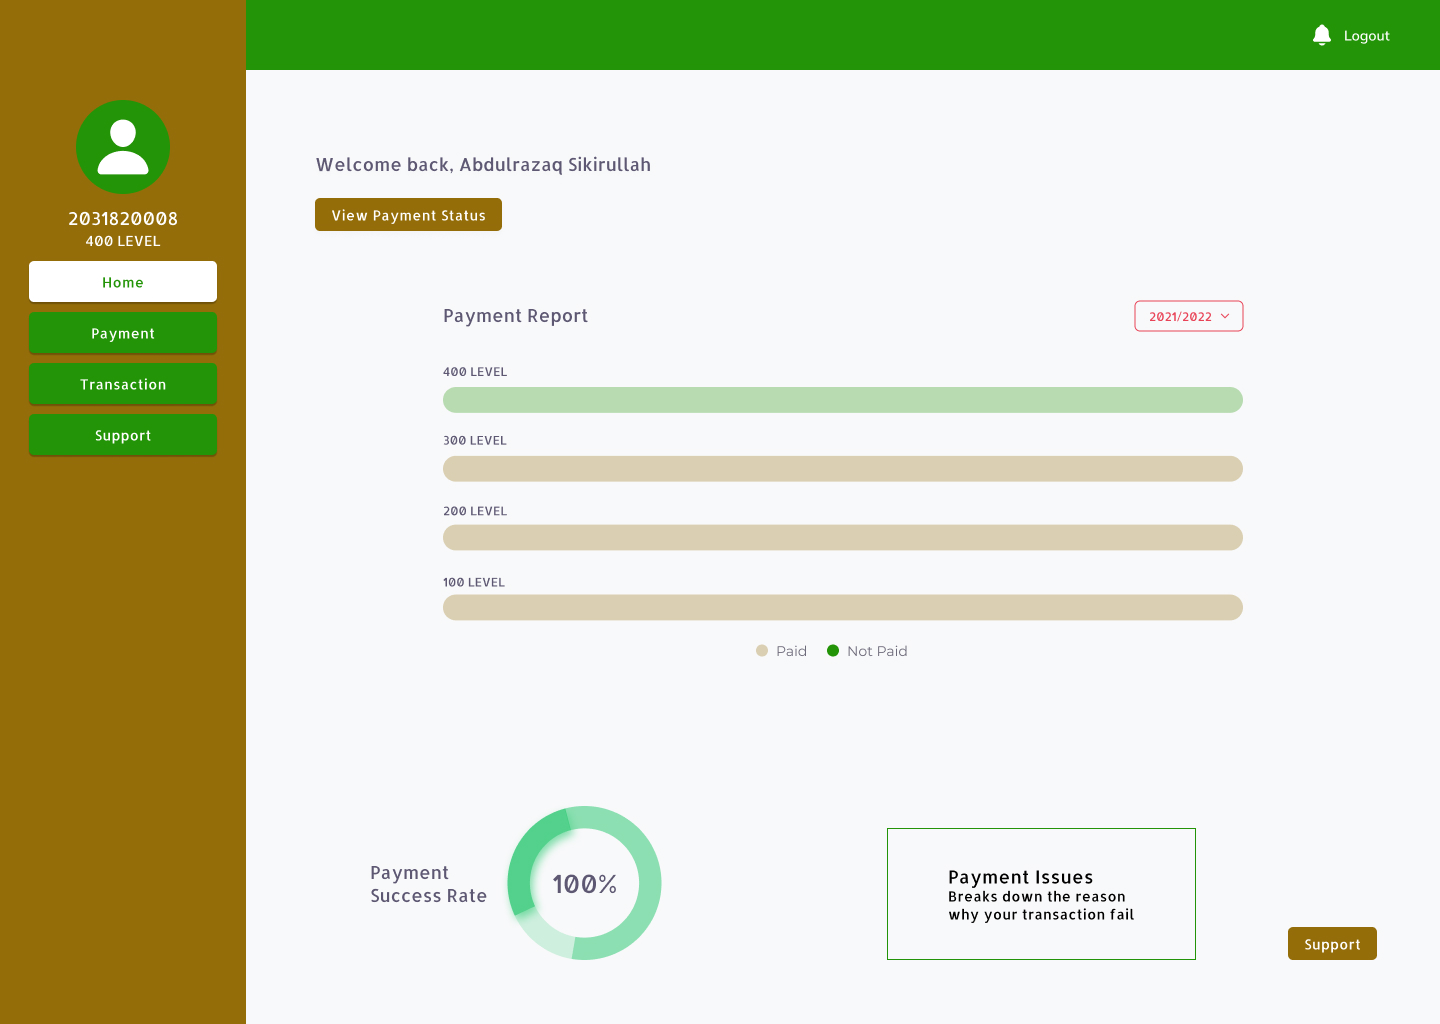 Logout
2031820008
400 LEVEL
Home
Payment
Transaction
Support
Welcome back, Abdulrazaq Sikirullah
View Payment Status
Payment Report
2021/2022
400 LEVEL
300 LEVEL
200 LEVEL
100 LEVEL
Paid
Not Paid
Payment
Success Rate
100%
Payment Issues
Breaks down the reason
why your transaction fail
Support